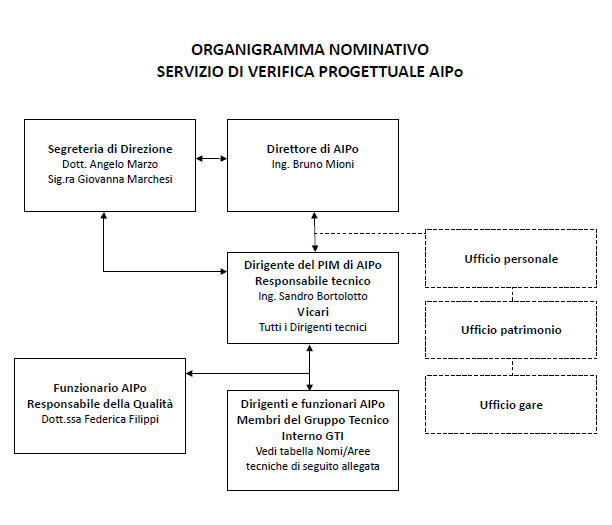 ORGANIGRAMMA NOMINATIVO
SERVIZIO DI VERIFICA PROGETTUALE AIPo
Segreteria di Direzione
Dott. Angelo Marzo
Sig.ra Giovanna Marchesi
Direttore di AIPo
Ing. Bruno Mioni
Dirigente del PIM di AIPo
Responsabile tecnico
Ing. Sandro Bortolotto
Vicari
Tutti i Dirigenti tecnici
Ufficio personale
Ufficio patrimonio
Ufficio gare
Funzionario AIPo
Responsabile della Qualità
Dott.ssa Federica Filippi
Dirigenti e funzionari AIPo
Membri del Gruppo Tecnico
Interno GTI
Vedi tabella Nomi/Aree
tecniche di seguito allegata